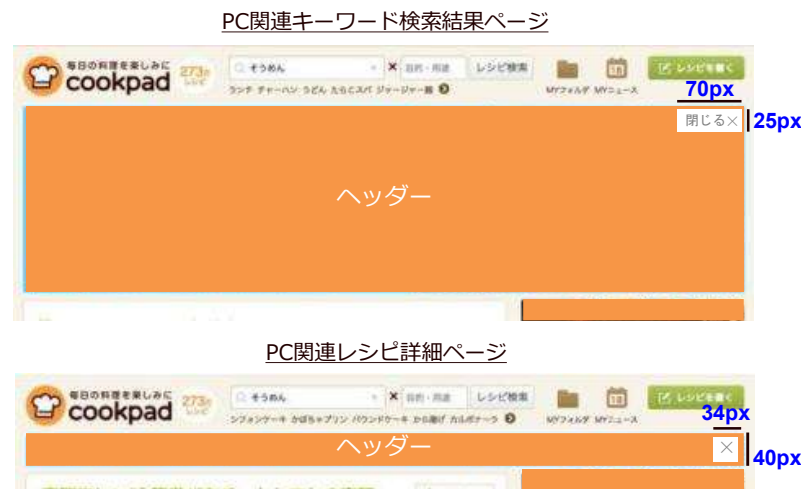 PC関連キーワード検索結果ページ
毎日の料理を楽しみに
cookpad
273万
レシピ
そうめん
× 目的・用途
レシピ検索
レシピを書く
ランチ チャーハン うどん たらこスパ ジャージャー麺
MYフォルダ MYニュース
70px
閉じる×
25px
ヘッダー
PC関連レシピ詳細ページ
毎日の料理を楽しみに
cookpad
273万
レシピ
そうめん
× 目的・用途
レシピ検索
レシピを書く
シフォンケーキ かぼちゃプリン パウンドケーキ から揚げ カルボナーラ
MYフォルダ MYニュース
34px
ヘッダー
×
40px